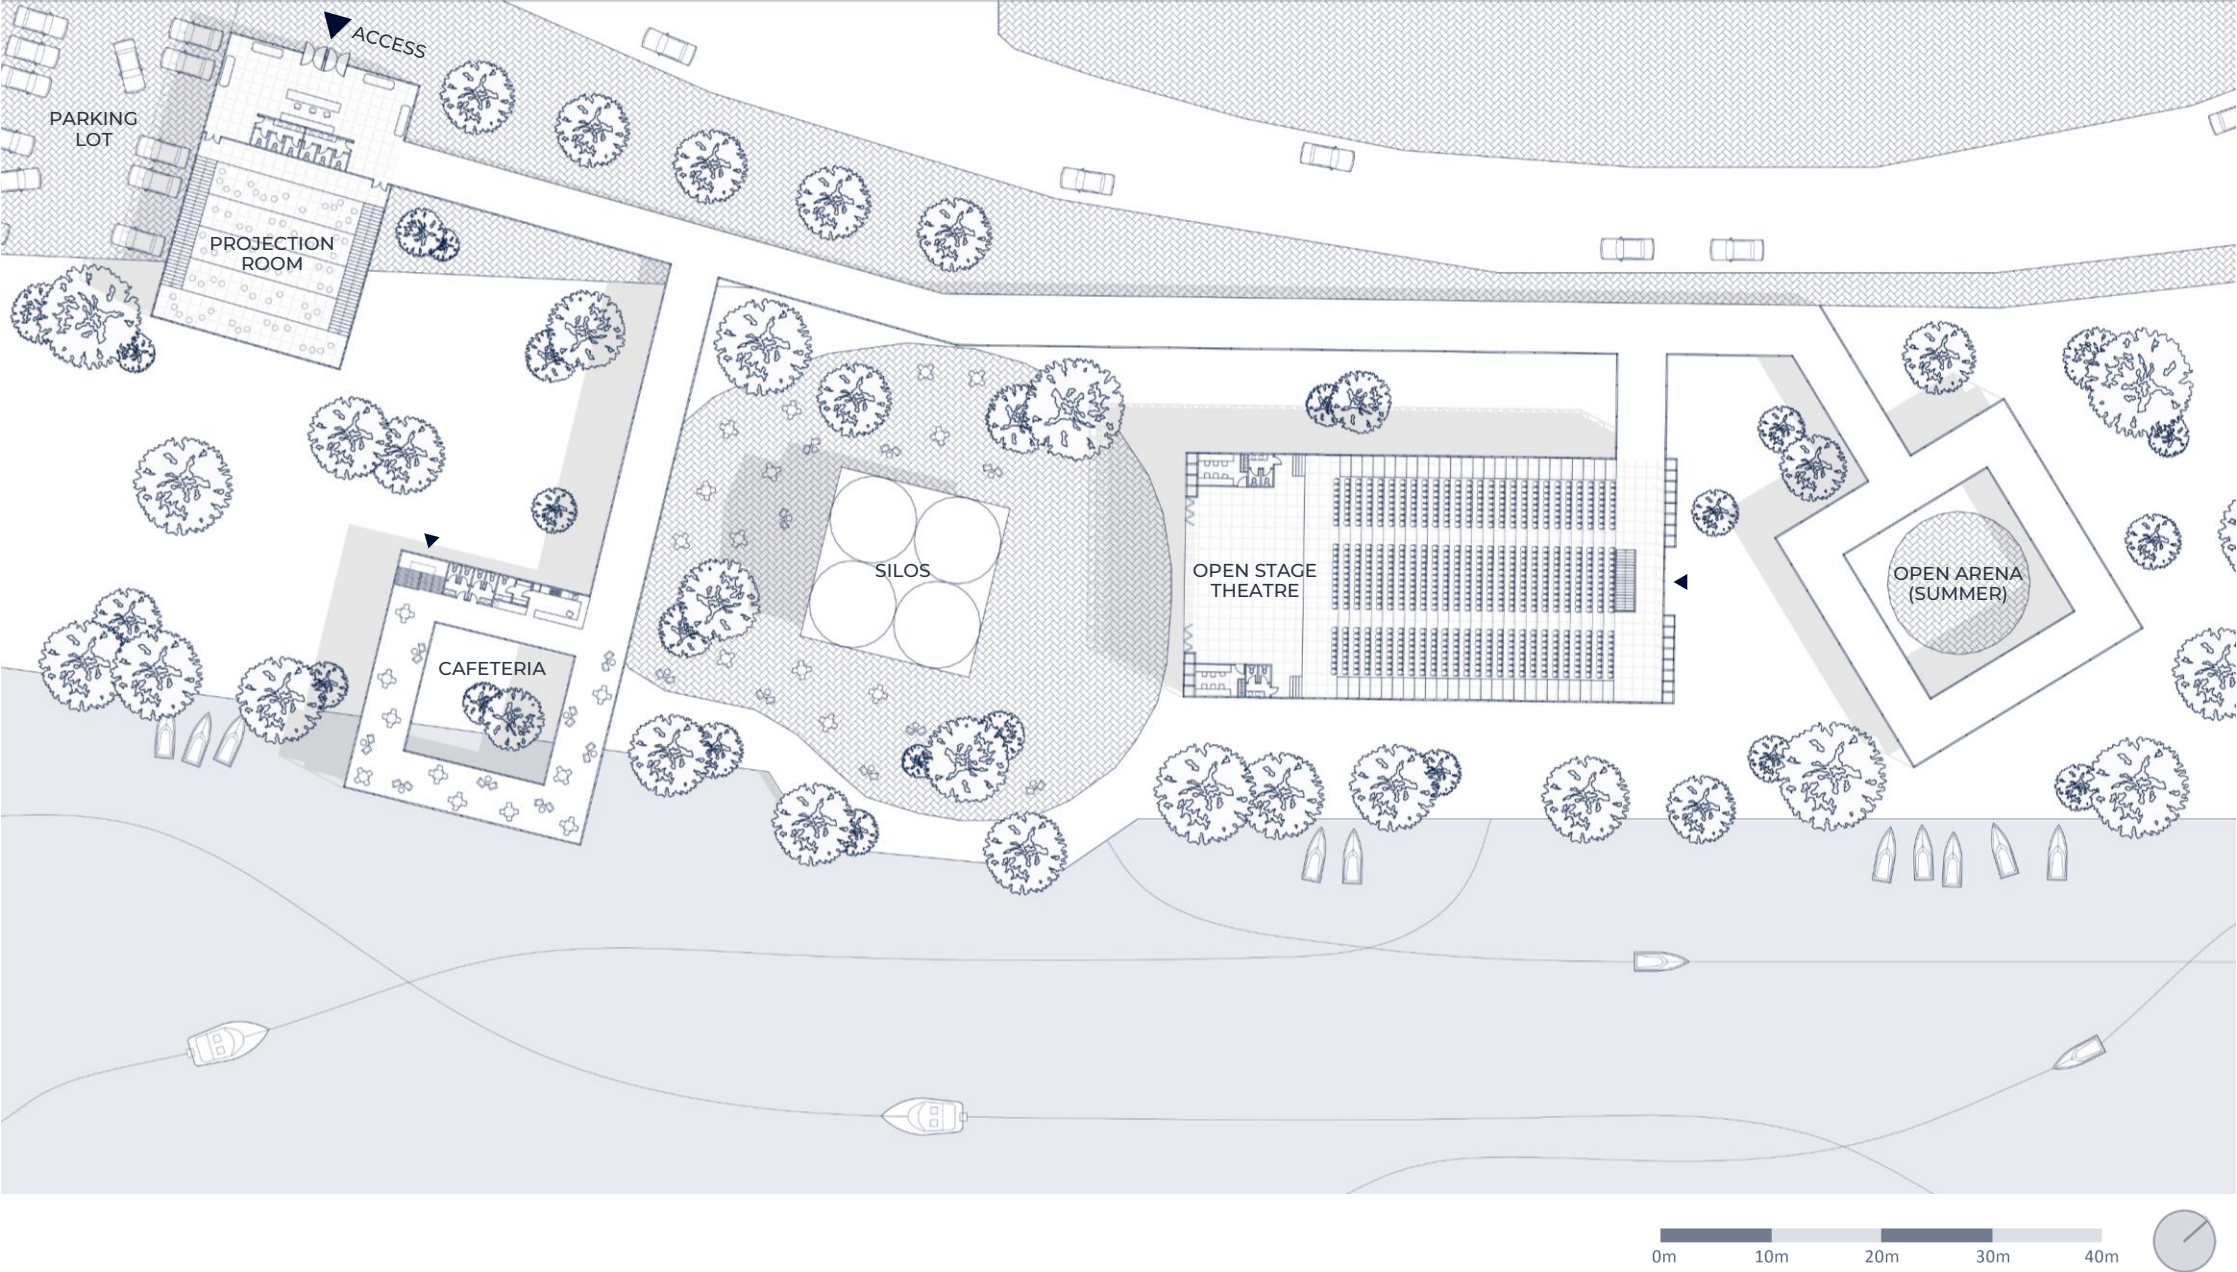 ACCESS
PARKING
LOT
PROJECTION
ROOM
SILOS
OPEN STAGE
THEATRE
OPEN ARENA
(SUMMER)
CAFETERIA
0m 10m 20m 30m 40m